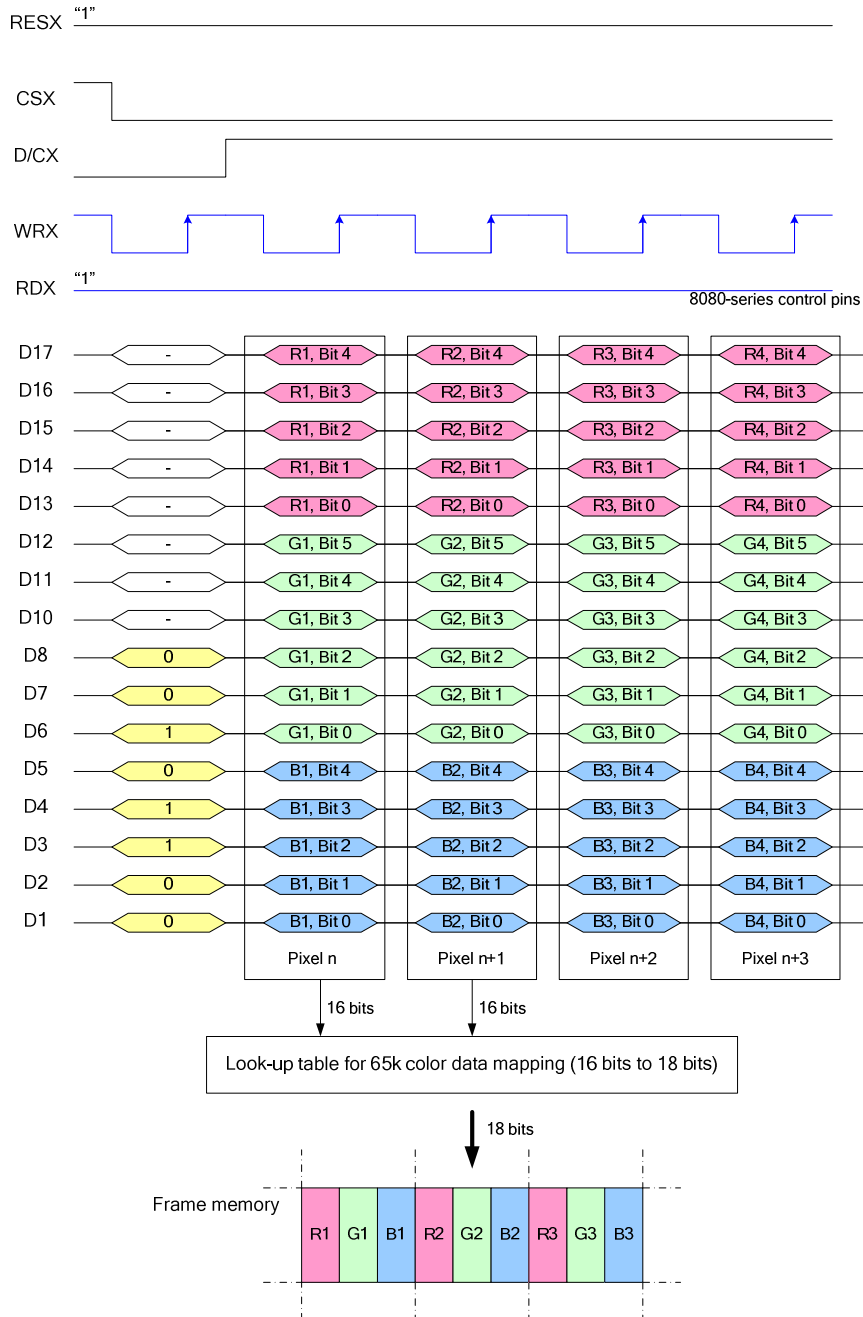 RESX "1"
CSX
D/CX
WRX
RDX "1"
8080-series control pins
D17 - R1, Bit 4 R2, Bit 4 R3, Bit 4 R4, Bit 4
D16 - R1, Bit 3 R2, Bit 3 R3, Bit 3 R4, Bit 3
D15 - R1, Bit 2 R2, Bit 2 R3, Bit 2 R4, Bit 2
D14 - R1, Bit 1 R2, Bit 1 R3, Bit 1 R4, Bit 1
D13 - R1, Bit 0 R2, Bit 0 R3, Bit 0 R4, Bit 0
D12 - G1, Bit 5 G2, Bit 5 G3, Bit 5 G4, Bit 5
D11 - G1, Bit 4 G2, Bit 4 G3, Bit 4 G4, Bit 4
D10 - G1, Bit 3 G2, Bit 3 G3, Bit 3 G4, Bit 3
D8 0 G1, Bit 2 G2, Bit 2 G3, Bit 2 G4, Bit 2
D7 0 G1, Bit 1 G2, Bit 1 G3, Bit 1 G4, Bit 1
D6 1 G1, Bit 0 G2, Bit 0 G3, Bit 0 G4, Bit 0
D5 0 B1, Bit 4 B2, Bit 4 B3, Bit 4 B4, Bit 4
D4 1 B1, Bit 3 B2, Bit 3 B3, Bit 3 B4, Bit 3
D3 1 B1, Bit 2 B2, Bit 2 B3, Bit 2 B4, Bit 2
D2 0 B1, Bit 1 B2, Bit 1 B3, Bit 1 B4, Bit 1
D1 0 B1, Bit 0 B2, Bit 0 B3, Bit 0 B4, Bit 0
Pixel n Pixel n+1 Pixel n+2 Pixel n+3
16 bits 16 bits
Look-up table for 65k color data mapping (16 bits to 18 bits)
18 bits
Frame memory
R1 G1 B1 R2 G2 B2 R3 G3 B3